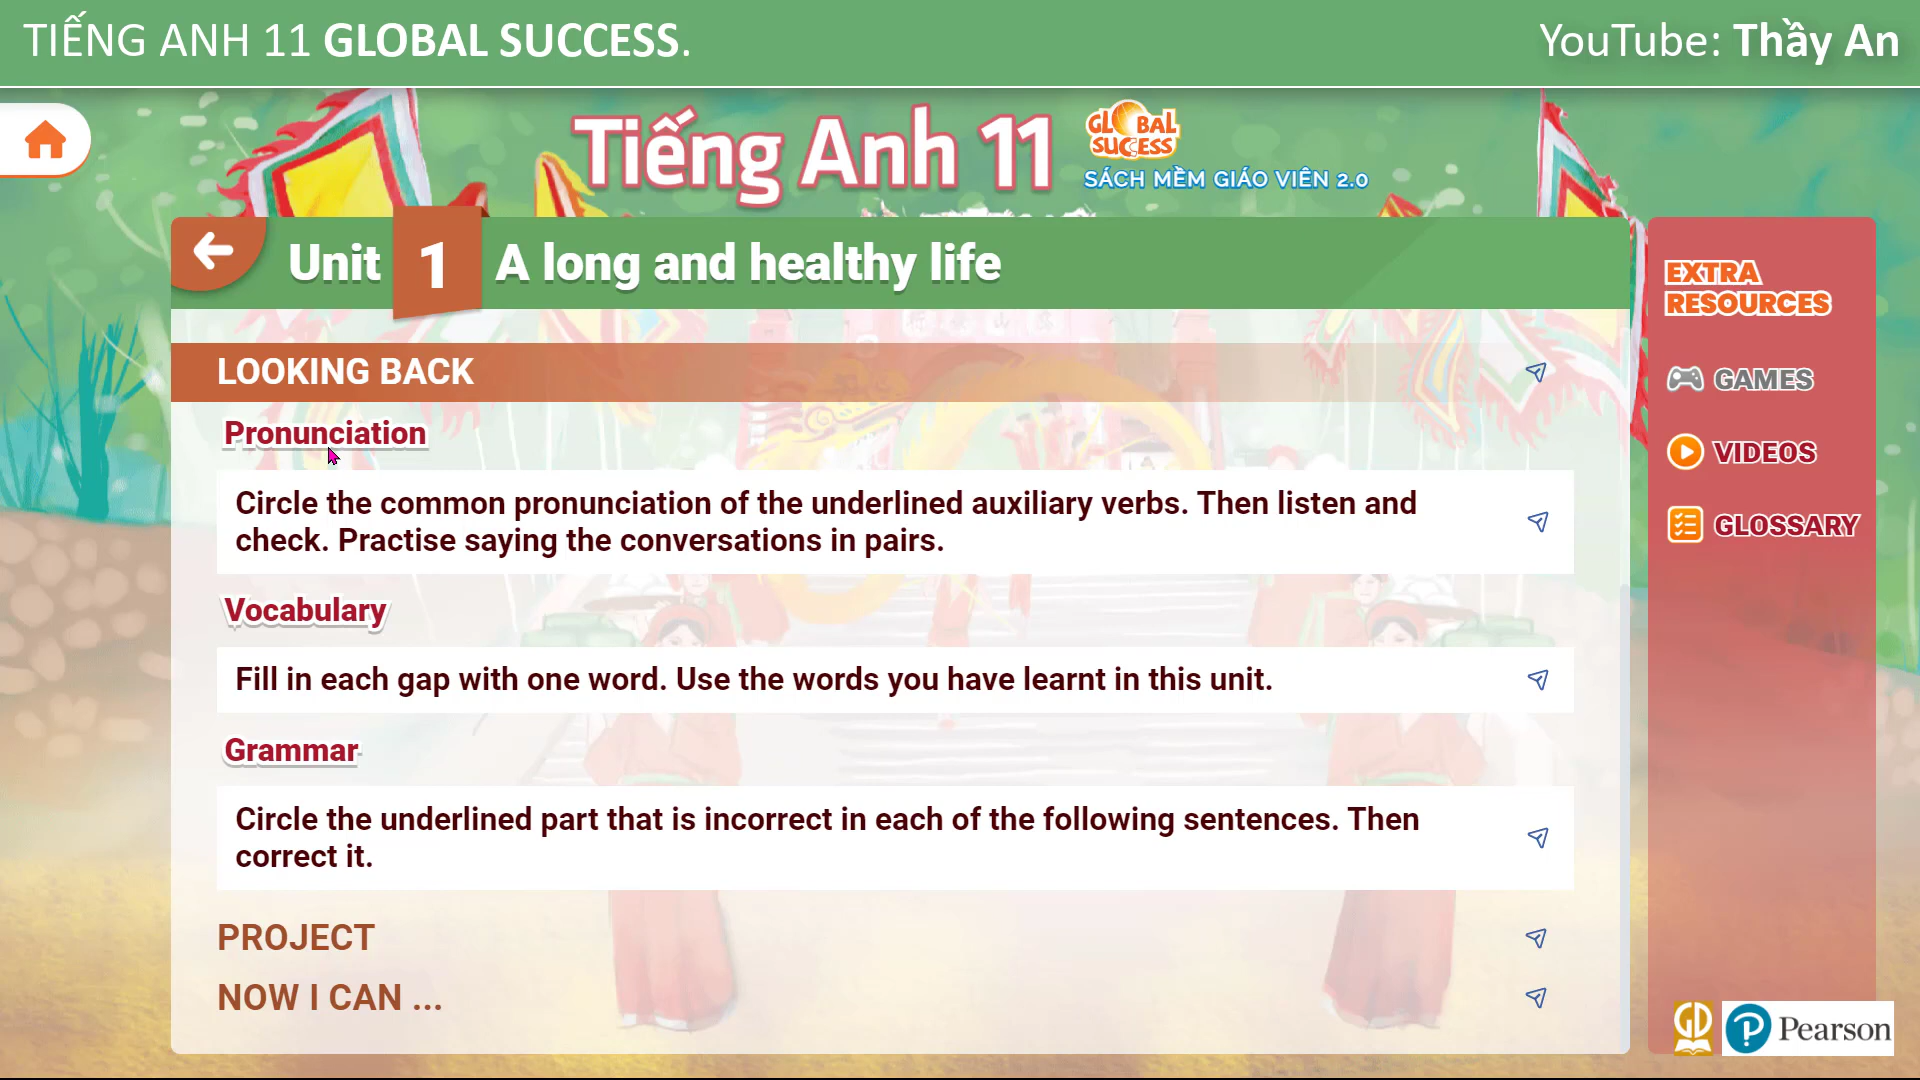 TIẾNG ANH 11 GLOBAL SUCCESS.
YouTube: Thầy An
Tiếng Anh 11
GLOBAL
SUCCESS
SÁCH MỀM GIÁO VIÊN 2.0
Unit 1 A long and healthy life
LOOKING BACK
Pronunciation
Circle the common pronunciation of the underlined auxiliary verbs. Then listen and
check. Practise saying the conversations in pairs.
Vocabulary
Fill in each gap with one word. Use the words you have learnt in this unit.
Grammar
Circle the underlined part that is incorrect in each of the following sentences. Then
correct it.
PROJECT
NOW I CAN ...
EXTRA
RESOURCES
GAMES
VIDEOS
GLOSSARY
GD
Pearson